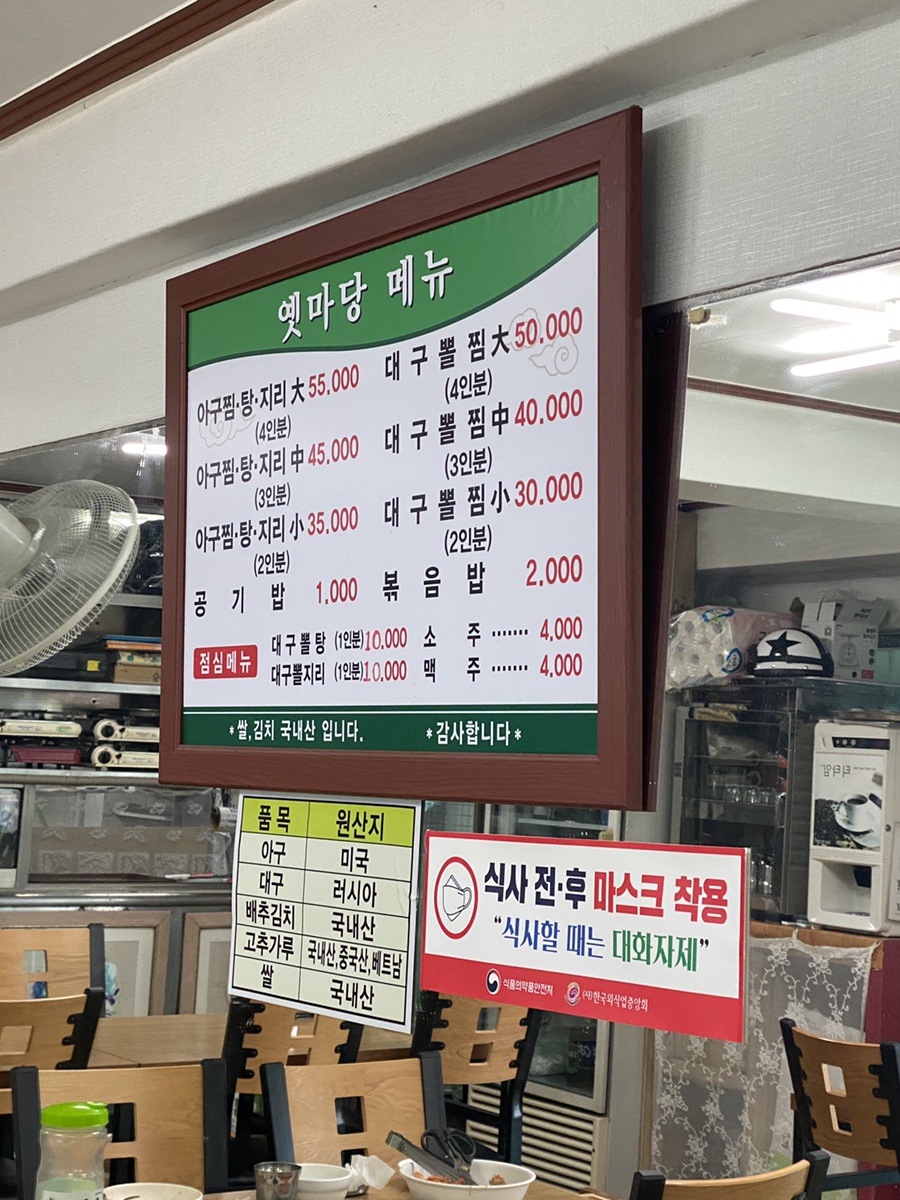 옛마당 메뉴
아구찜·탕·지리 大 55.000
(4인분)
아구찜·탕·지리 中 45.000
(3인분)
아구찜·탕·지리 小 35.000
(2인분)
공기밥 1.000
대구뽈찜 大 50.000
(4인분)
대구뽈찜 中 40.000
(3인분)
대구뽈찜 小 30.000
(2인분)
볶음밥 2.000
점심메뉴
대구뽈탕 (1인분) 10.000
대구뽈지리 (1인분) 10.000
소주 ······· 4,000
맥주 ······· 4,000
*쌀,김치 국내산 입니다. *감사합니다*
품목 원산지
아구 미국
대구 러시아
배추김치 국내산
고추가루 국내산,중국산,베트남
쌀 국내산
식사 전·후 마스크 착용
“식사할 때는 대화자제”
식품의약품안전처 (사)한국외식업중앙회
티타임